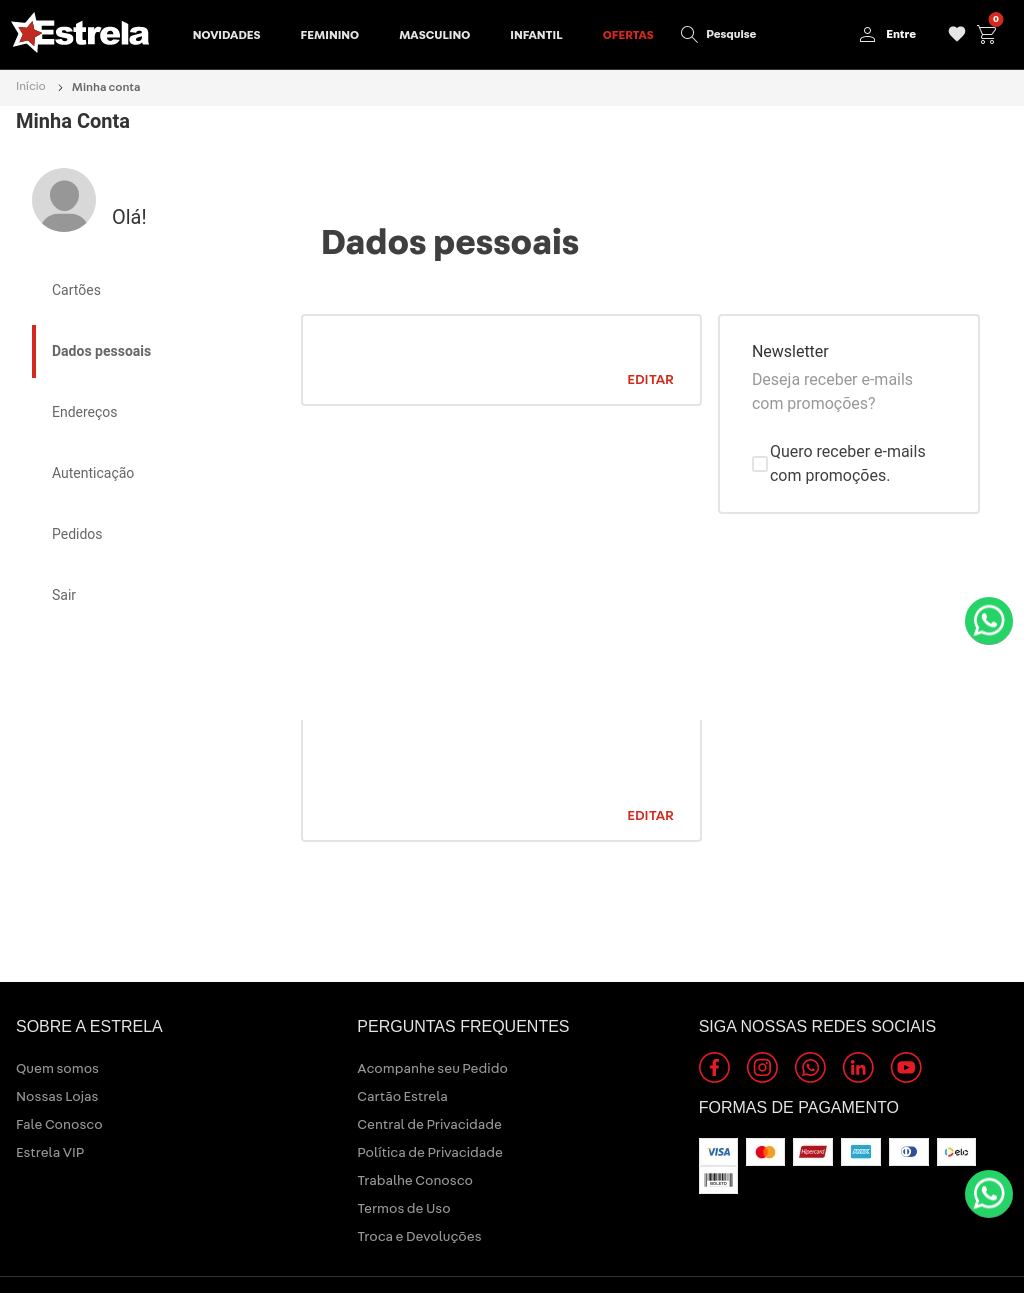 Estrela
NOVIDADES
FEMININO
MASCULINO
INFANTIL
OFERTAS
Pesquise
Entre
0
Início
Minha conta
Minha Conta
Olá!
Cartões
Dados pessoais
Endereços
Autenticação
Pedidos
Sair
Dados pessoais
EDITAR
Newsletter
Deseja receber e-mails
com promoções?
Quero receber e-mails
com promoções.
EDITAR
SOBRE A ESTRELA
Quem somos
Nossas Lojas
Fale Conosco
Estrela VIP
PERGUNTAS FREQUENTES
Acompanhe seu Pedido
Cartão Estrela
Central de Privacidade
Política de Privacidade
Trabalhe Conosco
Termos de Uso
Troca e Devoluções
SIGA NOSSAS REDES SOCIAIS
in
FORMAS DE PAGAMENTO
VISA
Hipercard
elo
BOLETO